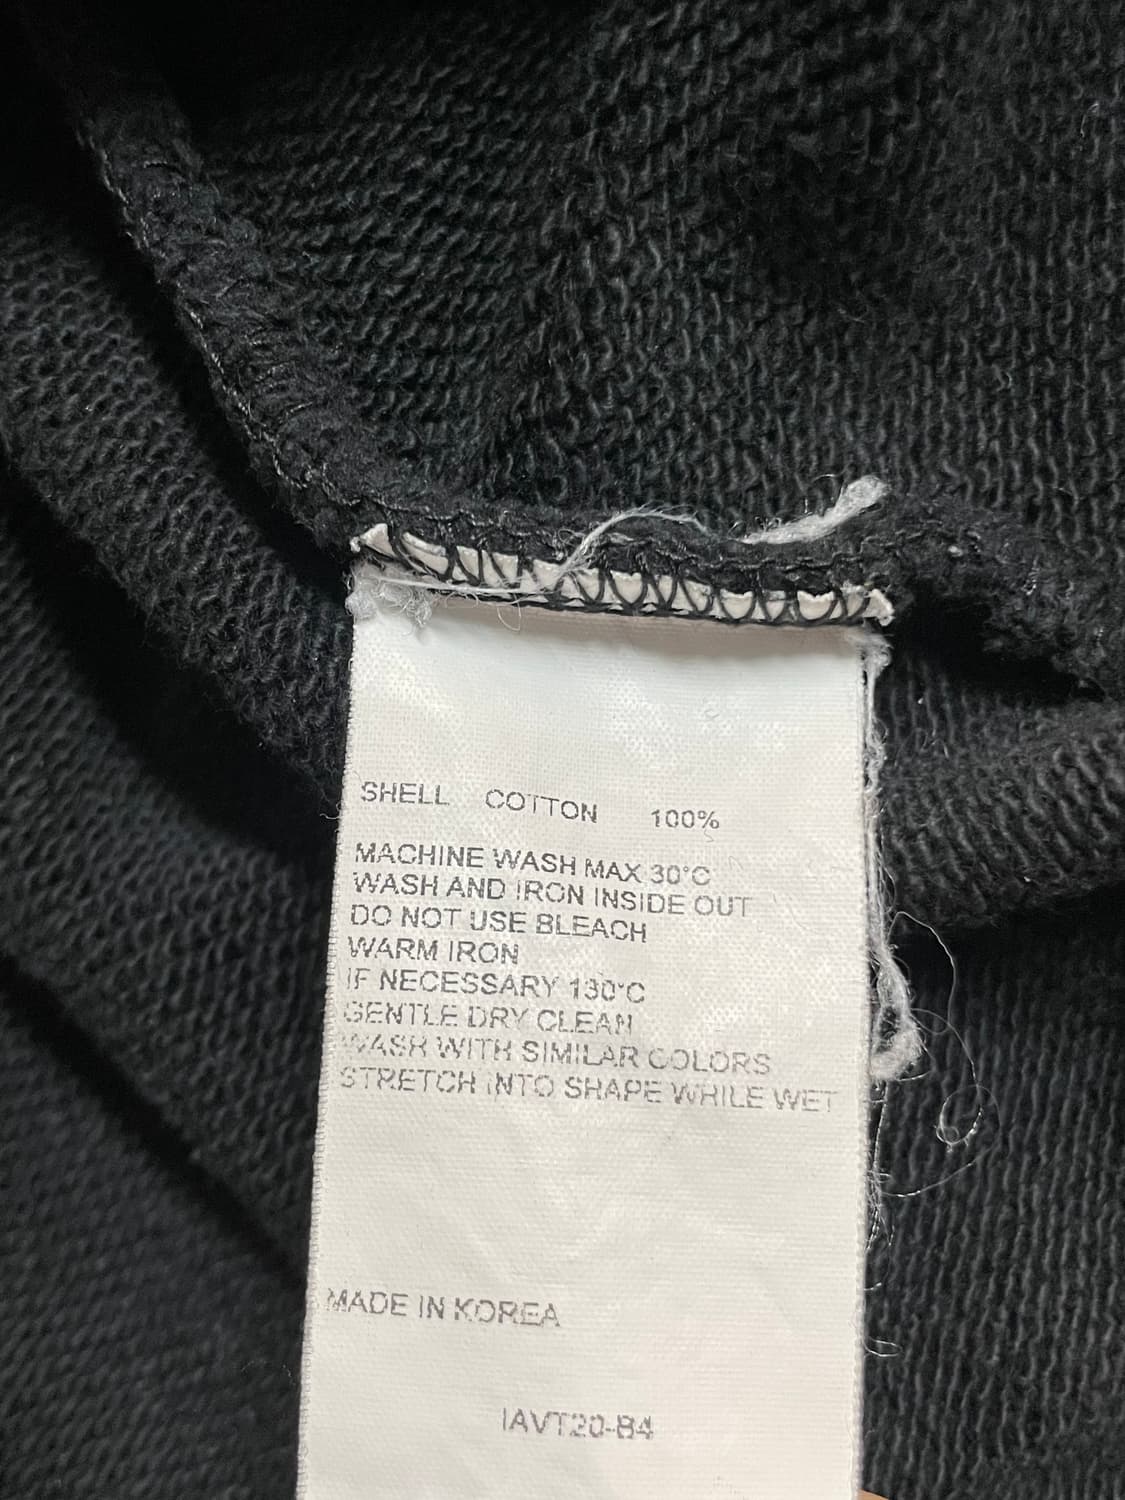 SHELL COTTON 100%
MACHINE WASH MAX 30°C
WASH AND IRON INSIDE OUT
DO NOT USE BLEACH
WARM IRON
IF NECESSARY 130°C
GENTLE DRY CLEAN
WASH WITH SIMILAR COLORS
STRETCH INTO SHAPE WHILE WET
MADE IN KOREA
IAVT20-B4